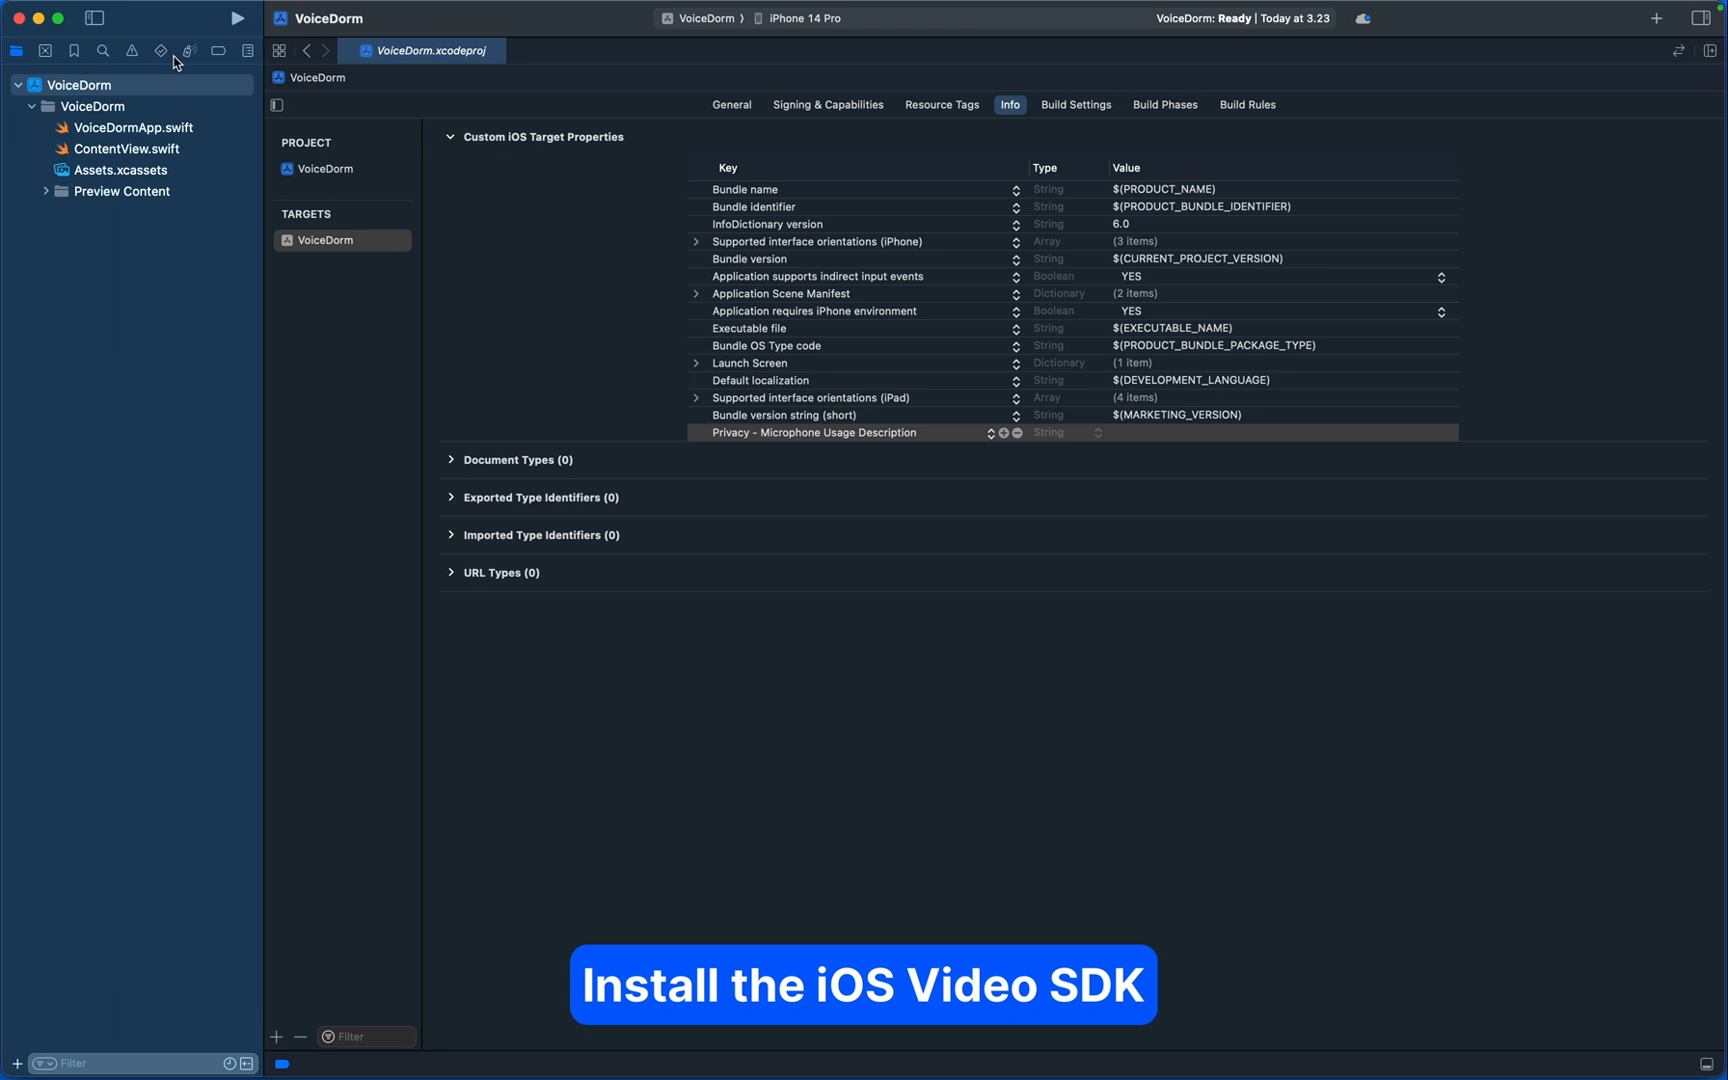 VoiceDorm
VoiceDorm 〉 iPhone 14 Pro
VoiceDorm: Ready | Today at 3.23
VoiceDorm.xcodeproj
VoiceDorm
VoiceDorm
VoiceDormApp.swift
ContentView.swift
Assets.xcassets
Preview Content
VoiceDorm
General Signing & Capabilities Resource Tags Info Build Settings Build Phases Build Rules
PROJECT
VoiceDorm
TARGETS
VoiceDorm
Custom iOS Target Properties
Key Type Value
Bundle name String $(PRODUCT_NAME)
Bundle identifier String $(PRODUCT_BUNDLE_IDENTIFIER)
InfoDictionary version String 6.0
Supported interface orientations (iPhone) Array (3 items)
Bundle version String $(CURRENT_PROJECT_VERSION)
Application supports indirect input events Boolean YES
Application Scene Manifest Dictionary (2 items)
Application requires iPhone environment Boolean YES
Executable file String $(EXECUTABLE_NAME)
Bundle OS Type code String $(PRODUCT_BUNDLE_PACKAGE_TYPE)
Launch Screen Dictionary (1 item)
Default localization String $(DEVELOPMENT_LANGUAGE)
Supported interface orientations (iPad) Array (4 items)
Bundle version string (short) String $(MARKETING_VERSION)
Privacy - Microphone Usage Description String
Document Types (0)
Exported Type Identifiers (0)
Imported Type Identifiers (0)
URL Types (0)
Install the iOS Video SDK
Filter
Filter